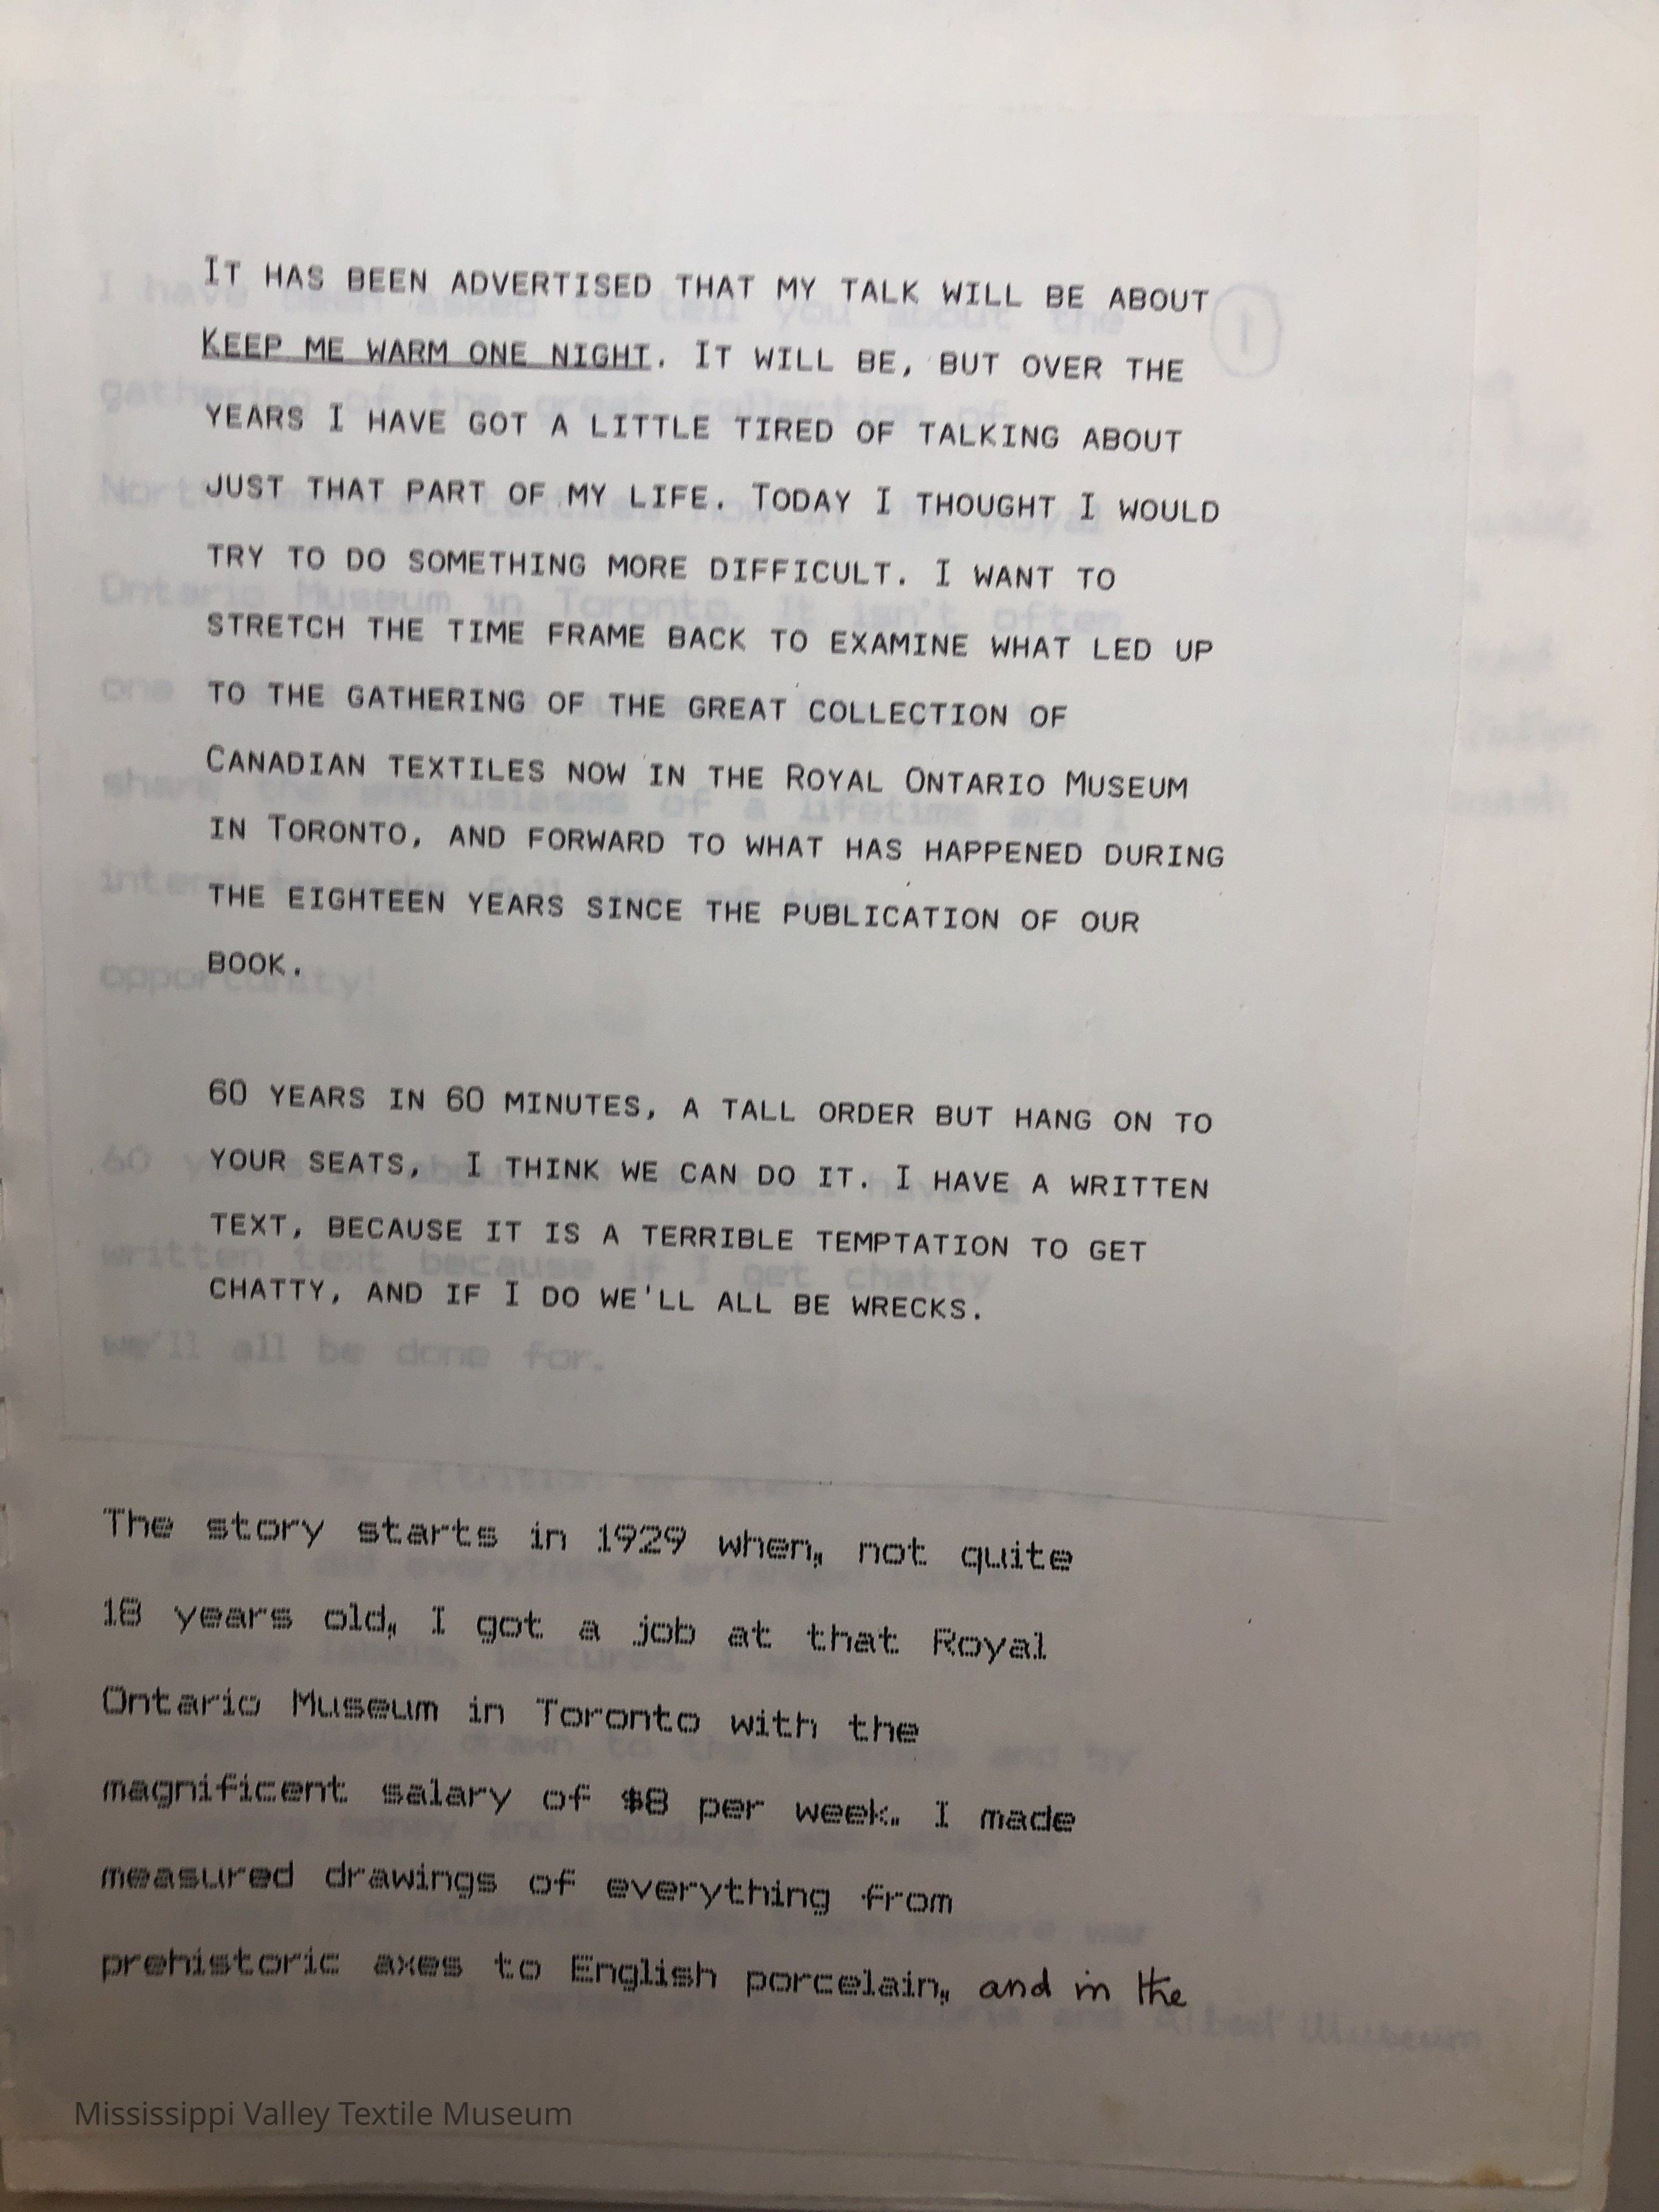 IT HAS BEEN ADVERTISED THAT MY TALK WILL BE ABOUT
KEEP ME WARM ONE NIGHT. IT WILL BE, BUT OVER THE
YEARS I HAVE GOT A LITTLE TIRED OF TALKING ABOUT
JUST THAT PART OF MY LIFE. TODAY I THOUGHT I WOULD
TRY TO DO SOMETHING MORE DIFFICULT. I WANT TO
STRETCH THE TIME FRAME BACK TO EXAMINE WHAT LED UP
TO THE GATHERING OF THE GREAT COLLECTION OF
CANADIAN TEXTILES NOW IN THE ROYAL ONTARIO MUSEUM
IN TORONTO, AND FORWARD TO WHAT HAS HAPPENED DURING
THE EIGHTEEN YEARS SINCE THE PUBLICATION OF OUR
BOOK.
60 YEARS IN 60 MINUTES, A TALL ORDER BUT HANG ON TO
YOUR SEATS, I THINK WE CAN DO IT. I HAVE A WRITTEN
TEXT, BECAUSE IT IS A TERRIBLE TEMPTATION TO GET
CHATTY, AND IF I DO WE'LL ALL BE WRECKS.
The story starts in 1929 when, not quite
18 years old, I got a job at that Royal
Ontario Museum in Toronto with the
magnificent salary of $8 per week. I made
measured drawings of everything from
prehistoric axes to English porcelain, and in the
Mississippi Valley Textile Museum